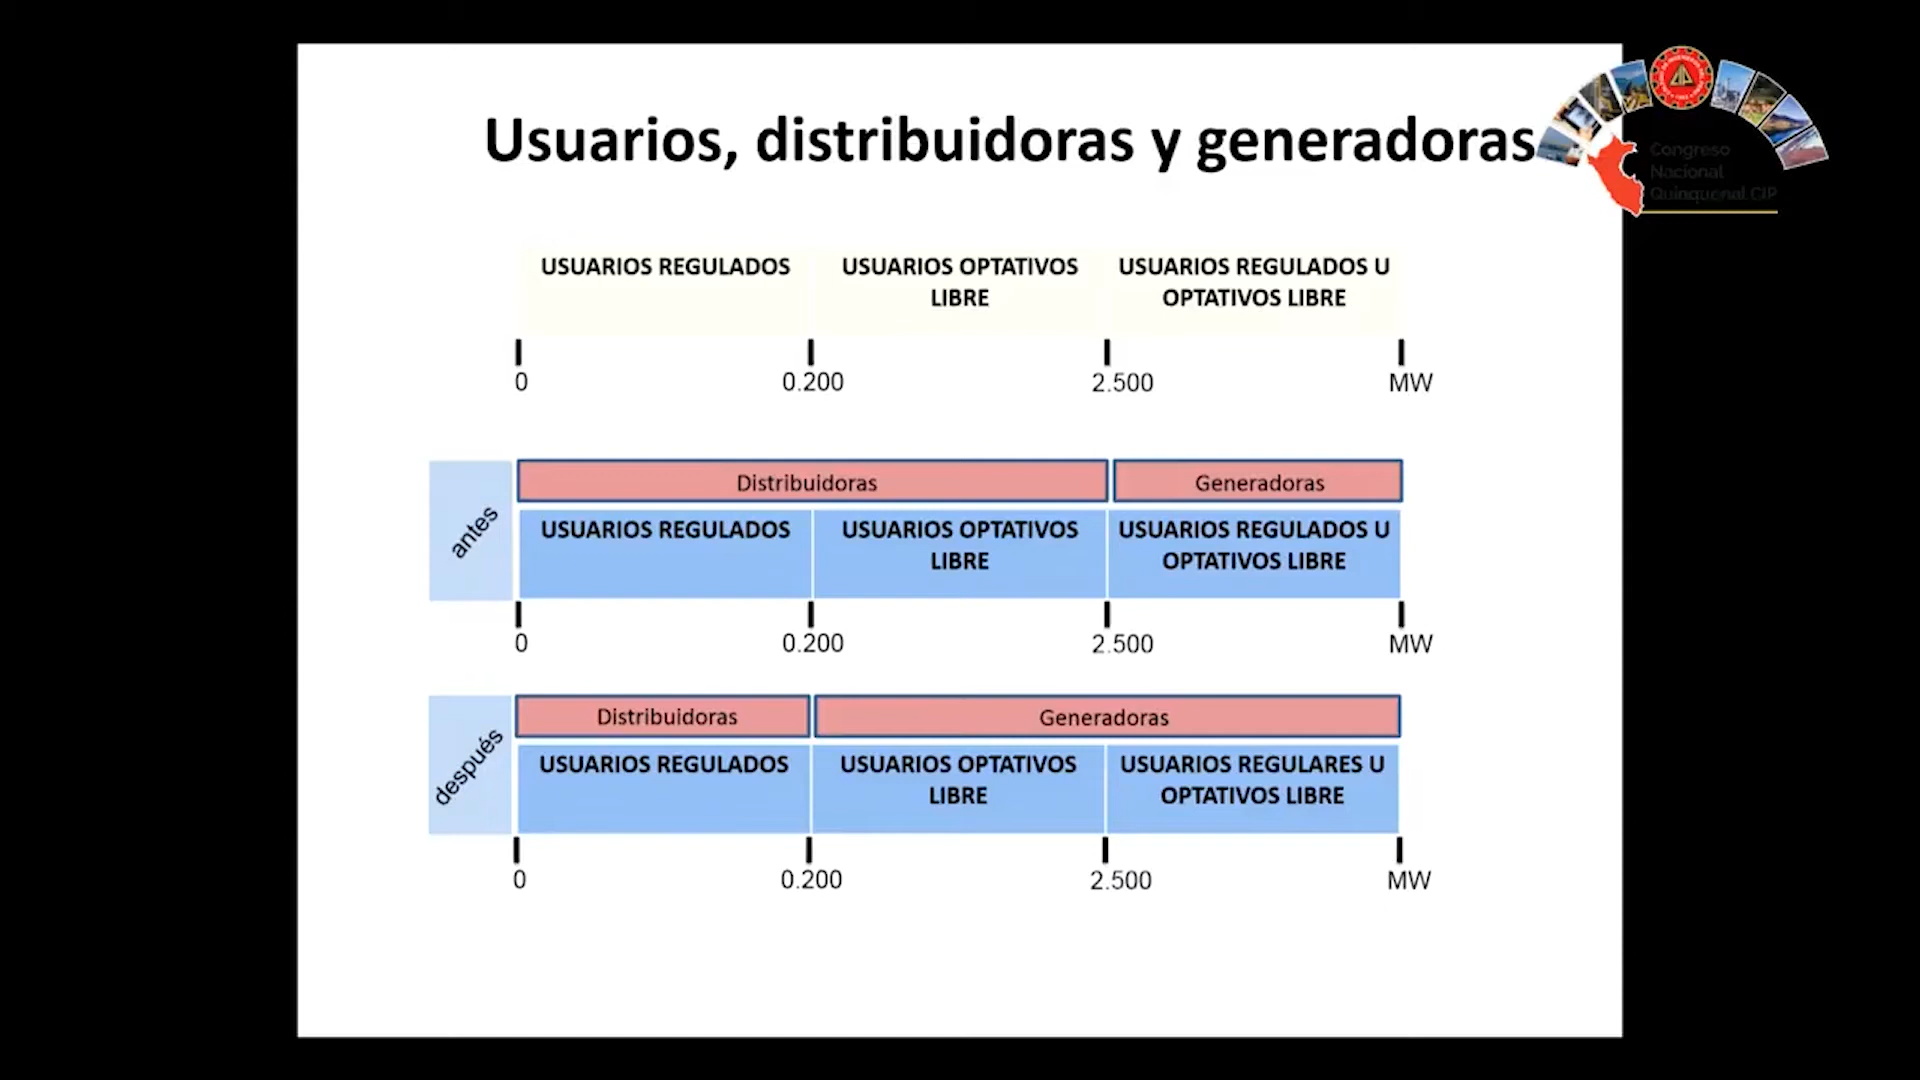 Usuarios, distribuidoras y generadoras
Congreso
Nacional
Quinquenal CIP
USUARIOS REGULADOS
USUARIOS OPTATIVOS
LIBRE
USUARIOS REGULADOS U
OPTATIVOS LIBRE
0
0.200
2.500
MW
antes
Distribuidoras
Generadoras
USUARIOS REGULADOS
USUARIOS OPTATIVOS
LIBRE
USUARIOS REGULADOS U
OPTATIVOS LIBRE
0
0.200
2.500
MW
después
Distribuidoras
Generadoras
USUARIOS REGULADOS
USUARIOS OPTATIVOS
LIBRE
USUARIOS REGULARES U
OPTATIVOS LIBRE
0
0.200
2.500
MW